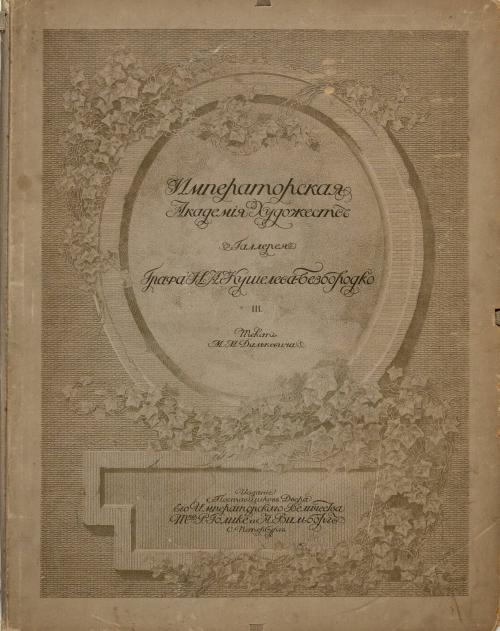 Императорская
Академія Художествъ
Галлерея
Графа Н.А. Кушелева-Безбородко
III.
Текстъ
М. М. Далькевича
Изданіе
Поставщиковъ Двора
Его Императорскаго Величества
Т-ва Р. Голике и А. Вильборгъ
С.-Петербургъ